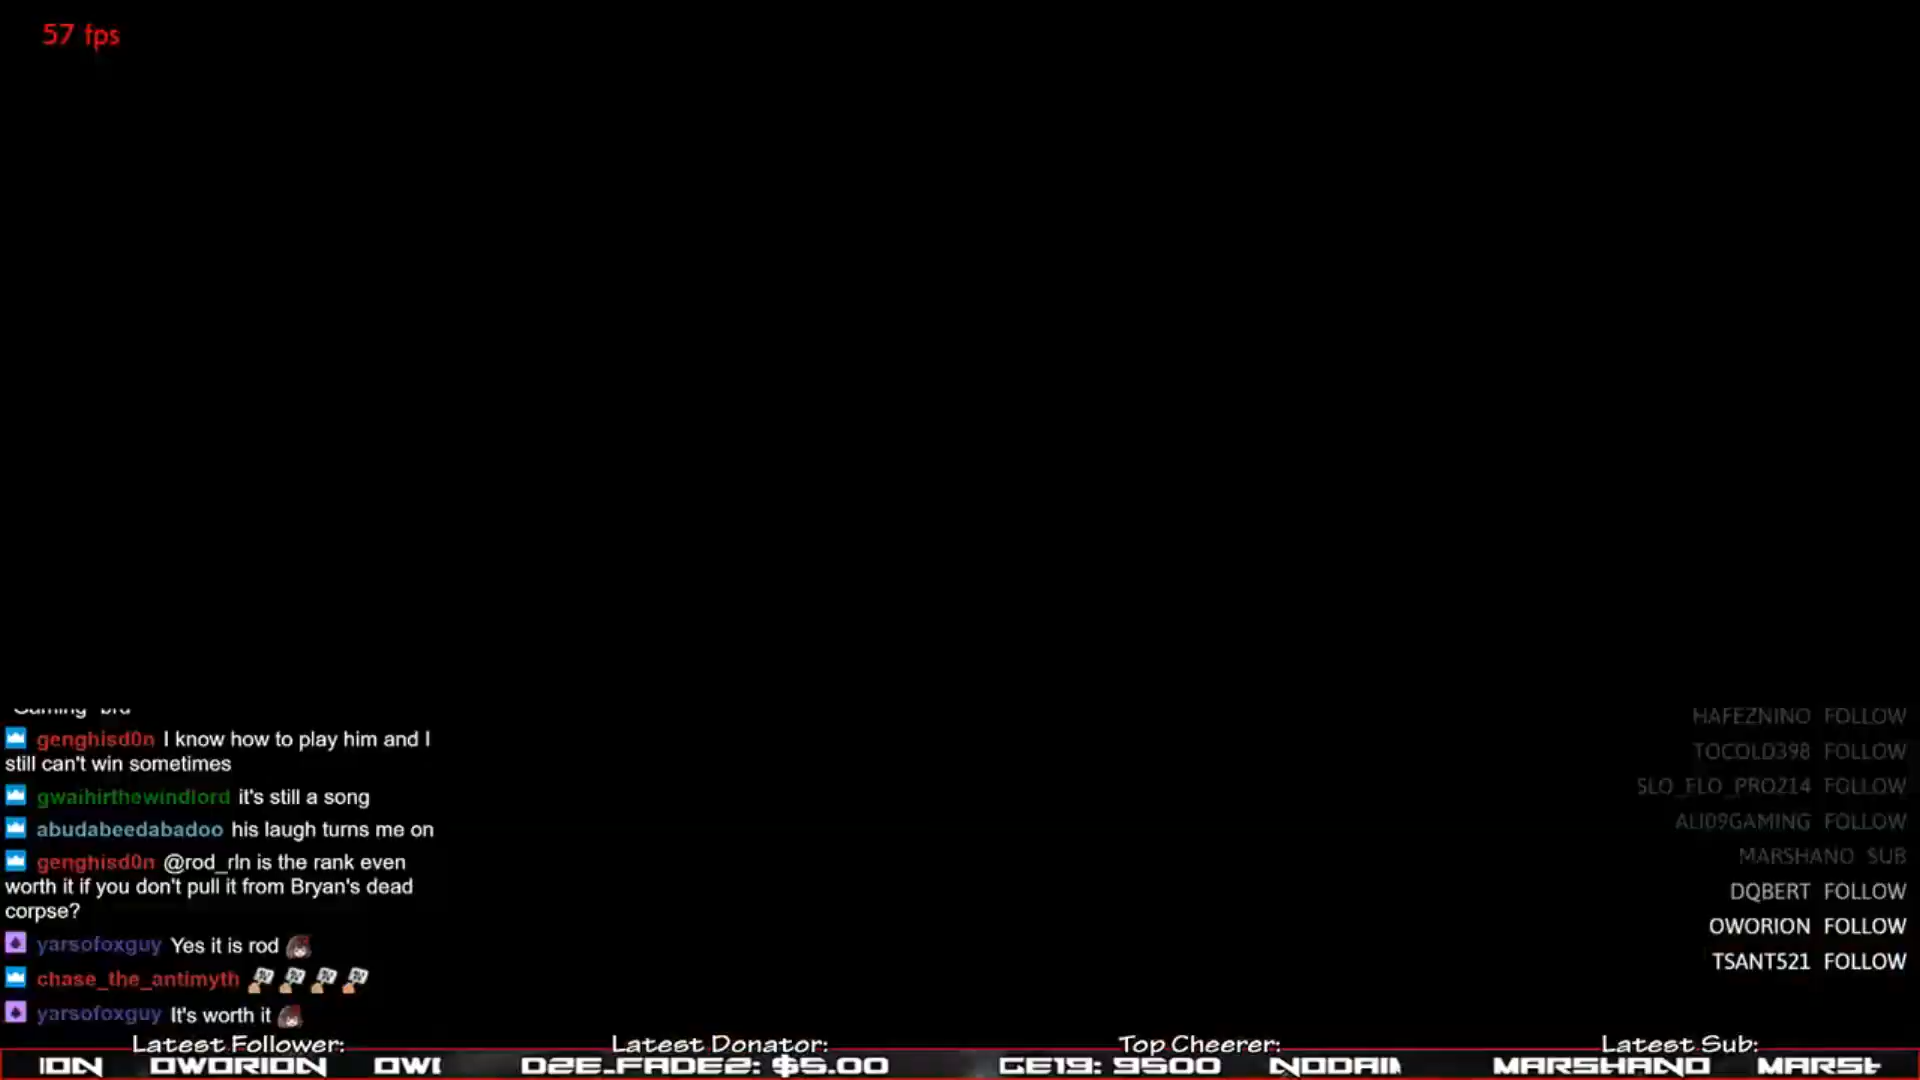 57 fps
genghisd0n I know how to play him and I
still can't win sometimes
gwaihirthewindlord it's still a song
abudabeedabadoo his laugh turns me on
genghisd0n @rod_rln is the rank even
worth it if you don't pull it from Bryan's dead
corpse?
yarsofoxguy Yes it is rod
chase_the_antimyth
yarsofoxguy It's worth it
HAFEZNINO FOLLOW
TOCOLD398 FOLLOW
SLO_FLO_PRO214 FOLLOW
ALI09GAMING FOLLOW
MARSHANO SUB
DQBERT FOLLOW
OWORION FOLLOW
TSANT521 FOLLOW
Latest Follower: Latest Donator: Top Cheerer: Latest Sub:
ION OWORION OWI D2E_FADE2: $5.00 GE19: 9500 NODAIN MARSHANO MARSH